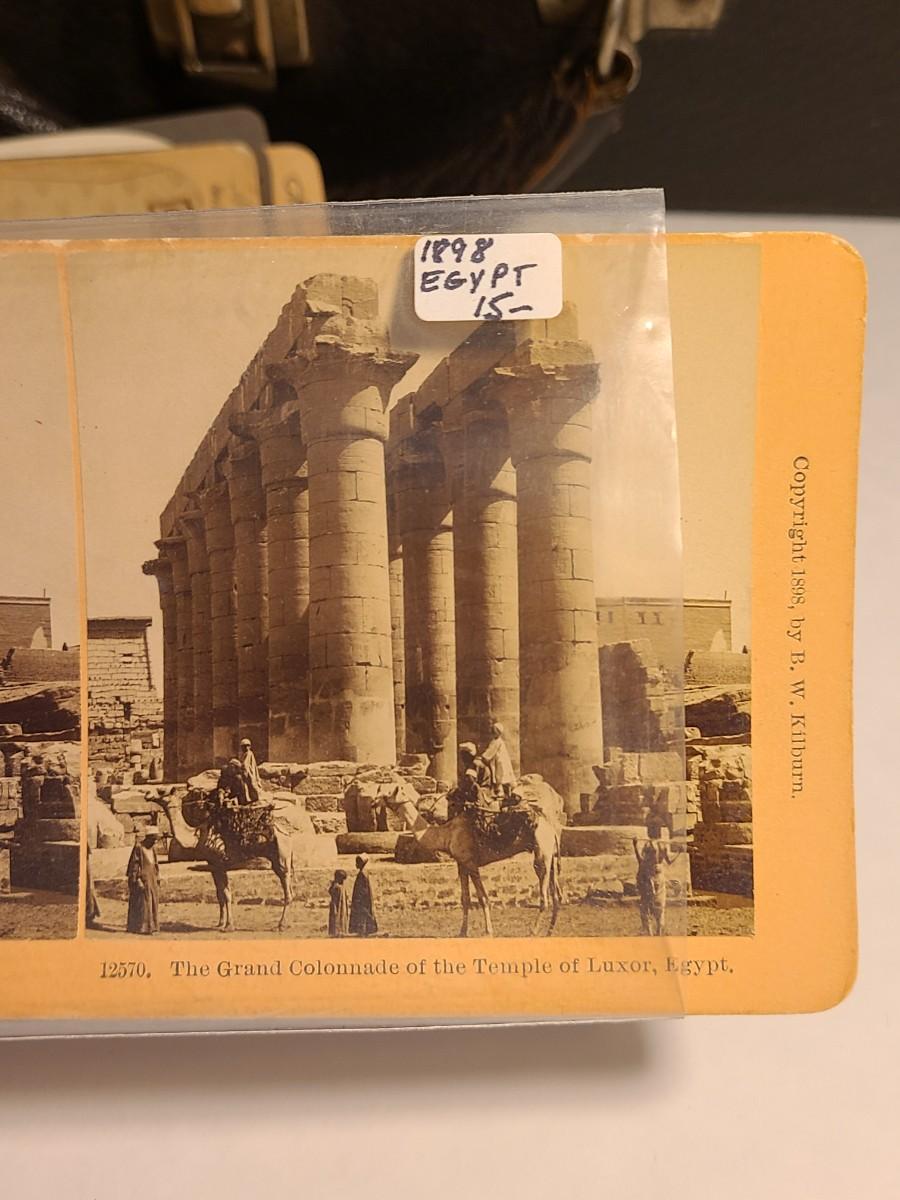 1898
EGYPT
15-
Copyright 1898, by B. W. Kilburn.
12570. The Grand Colonnade of the Temple of Luxor, Egypt.